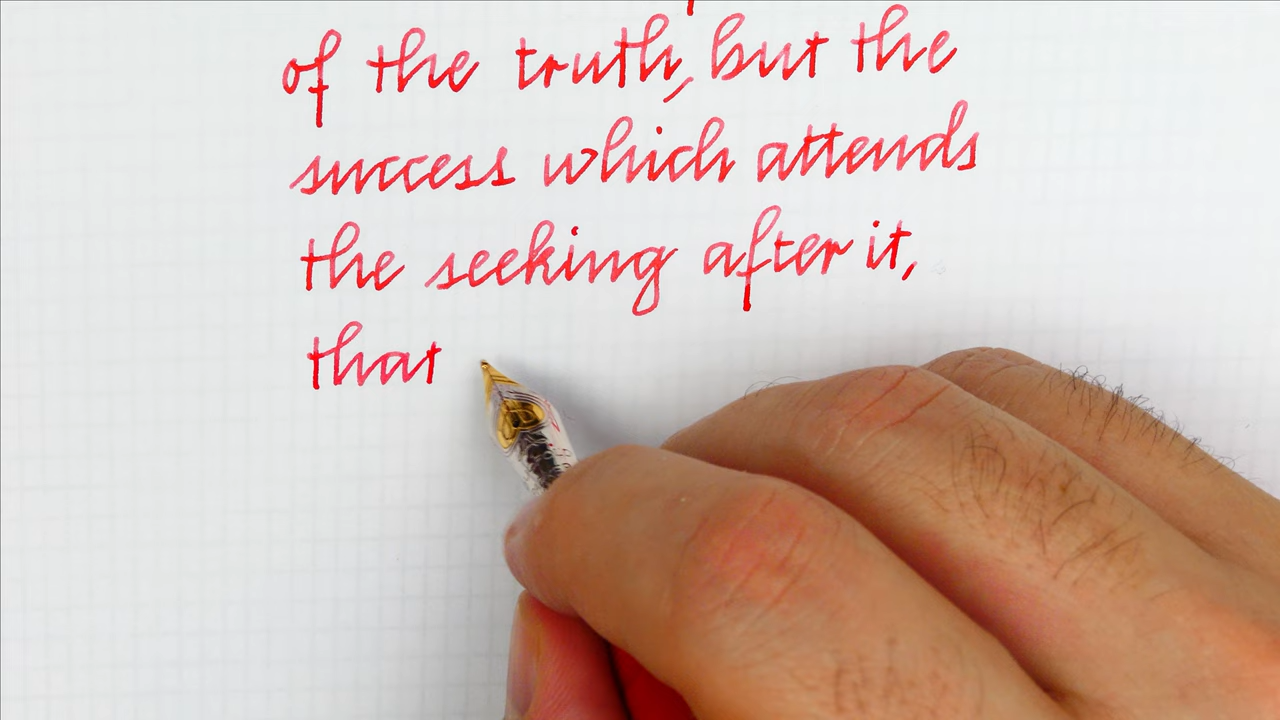 of the truth, but the
success which attends
the seeking after it,
that